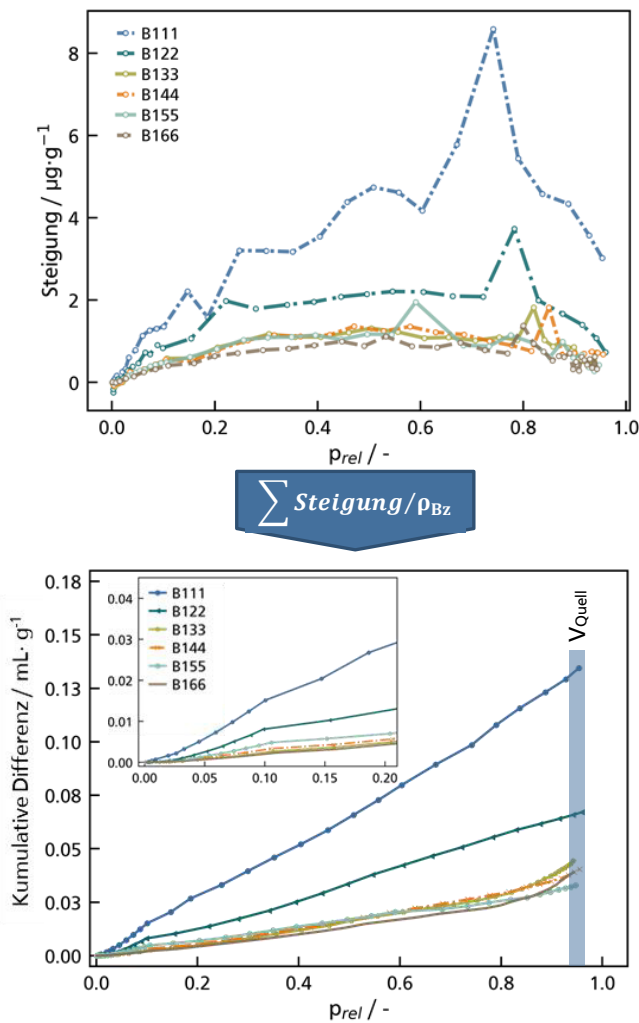 B111
B122
B133
B144
B155
B166
8
6
4
2
0
Steigung / µg·g⁻¹
0.0 0.2 0.4 0.6 0.8 1.0
p_rel / -
∑ Steigung/ρ_Bz
V_Quell
0.18
0.15
0.13
0.10
0.08
0.05
0.03
0.00
Kumulative Differenz / mL· g⁻¹
B111
B122
B133
B144
B155
B166
0.04
0.03
0.02
0.01
0.00
0.00 0.05 0.10 0.15 0.20
0.0 0.2 0.4 0.6 0.8 1.0
p_rel / -